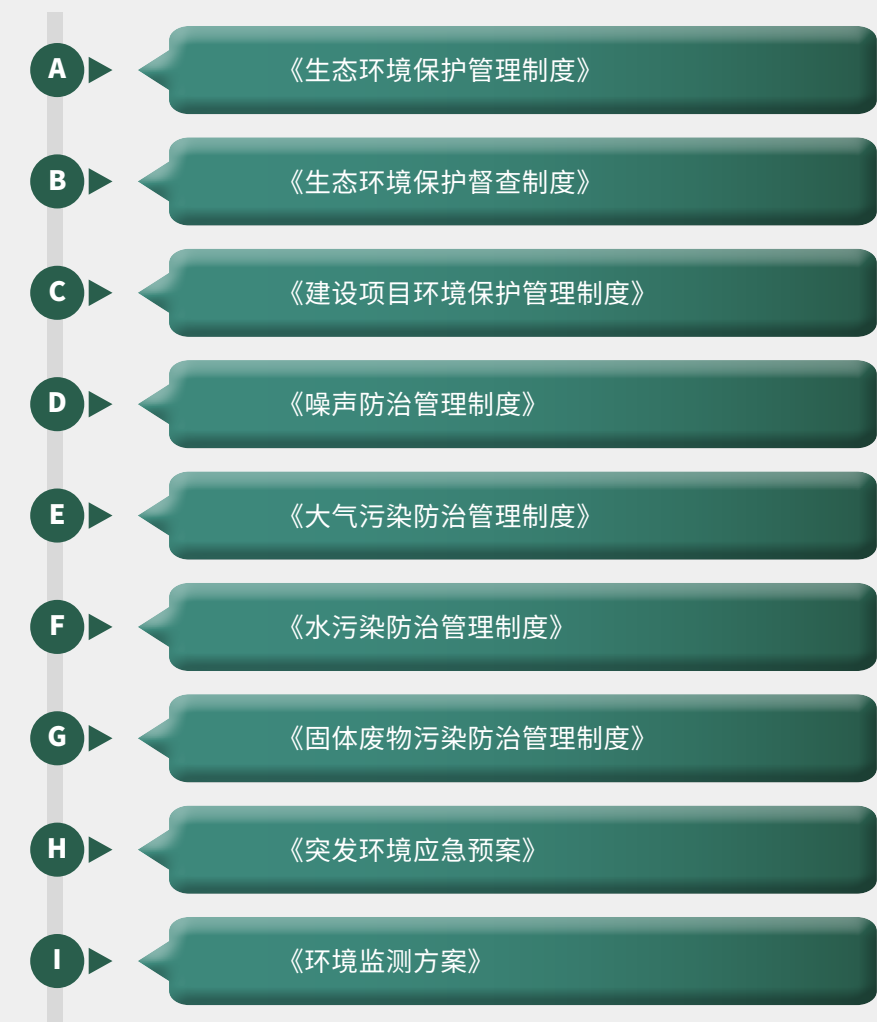 A 《生态环境保护管理制度》
B 《生态环境保护督查制度》
C 《建设项目环境保护管理制度》
D 《噪声防治管理制度》
E 《大气污染防治管理制度》
F 《水污染防治管理制度》
G 《固体废物污染防治管理制度》
H 《突发环境应急预案》
I 《环境监测方案》